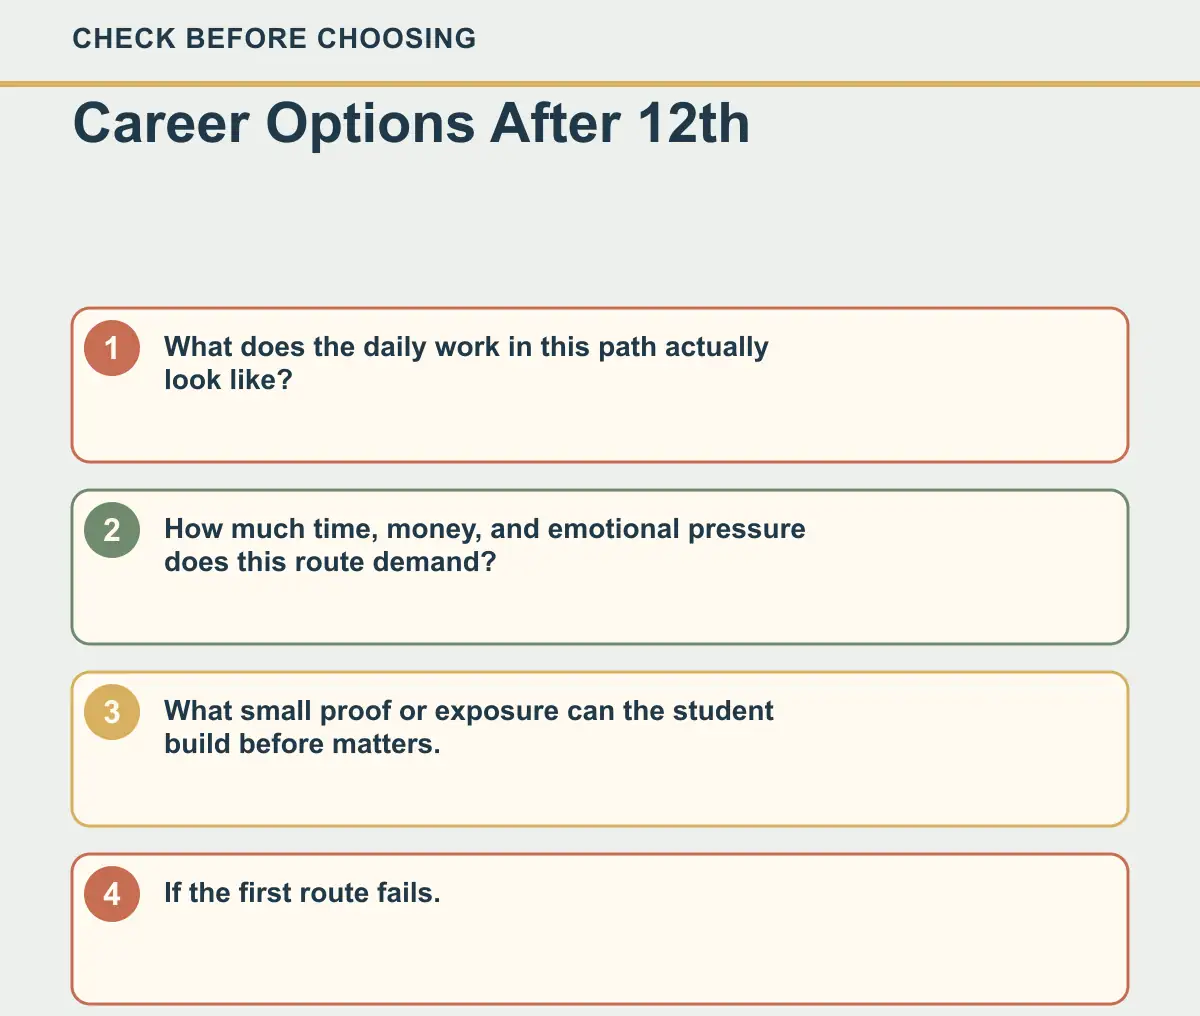 CHECK BEFORE CHOOSING
Career Options After 12th
1
What does the daily work in this path actually
look like?
2
How much time, money, and emotional pressure
does this route demand?
3
What small proof or exposure can the student
build before matters.
4
If the first route fails.